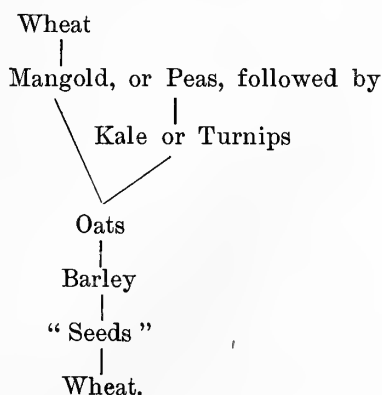 Wheat
Mangold, or Peas, followed by
Kale or Turnips
Oats
Barley
“Seeds”
Wheat.